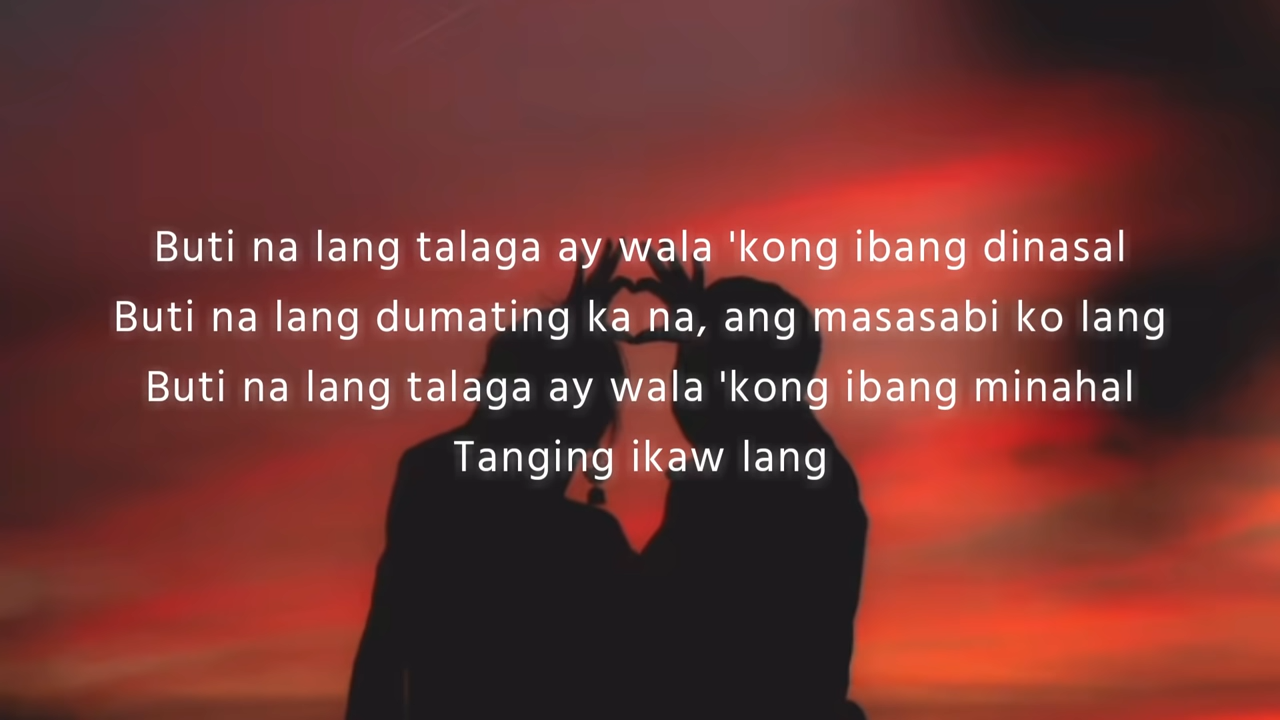 Buti na lang talaga ay wala 'kong ibang dinasal
Buti na lang dumating ka na, ang masasabi ko lang
Buti na lang talaga ay wala 'kong ibang minahal
Tanging ikaw lang